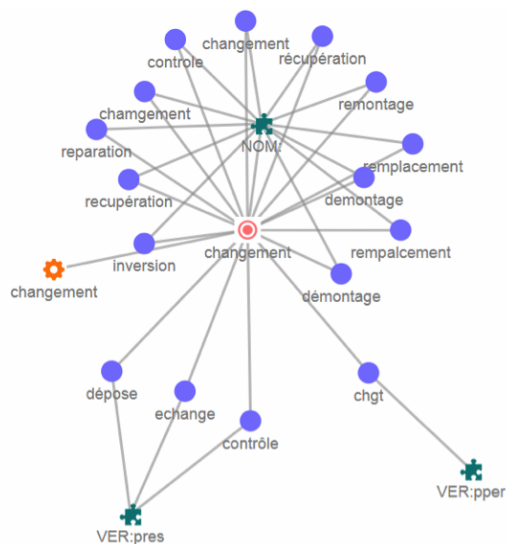 changement
controle
récupération
chamgement
remontage
reparation
NOM:
remplacement
recupération
demontage
inversion
changement
rempalcement
changement
démontage
dépose
echange
chgt
contrôle
VER:pper
VER:pres